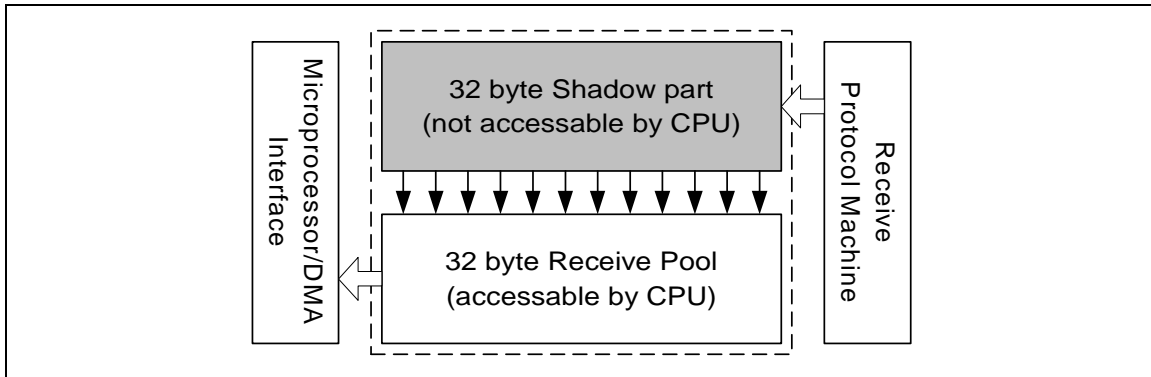 Microprocessor/DMA
Interface
32 byte Shadow part
(not accessable by CPU)
32 byte Receive Pool
(accessable by CPU)
Receive
Protocol Machine